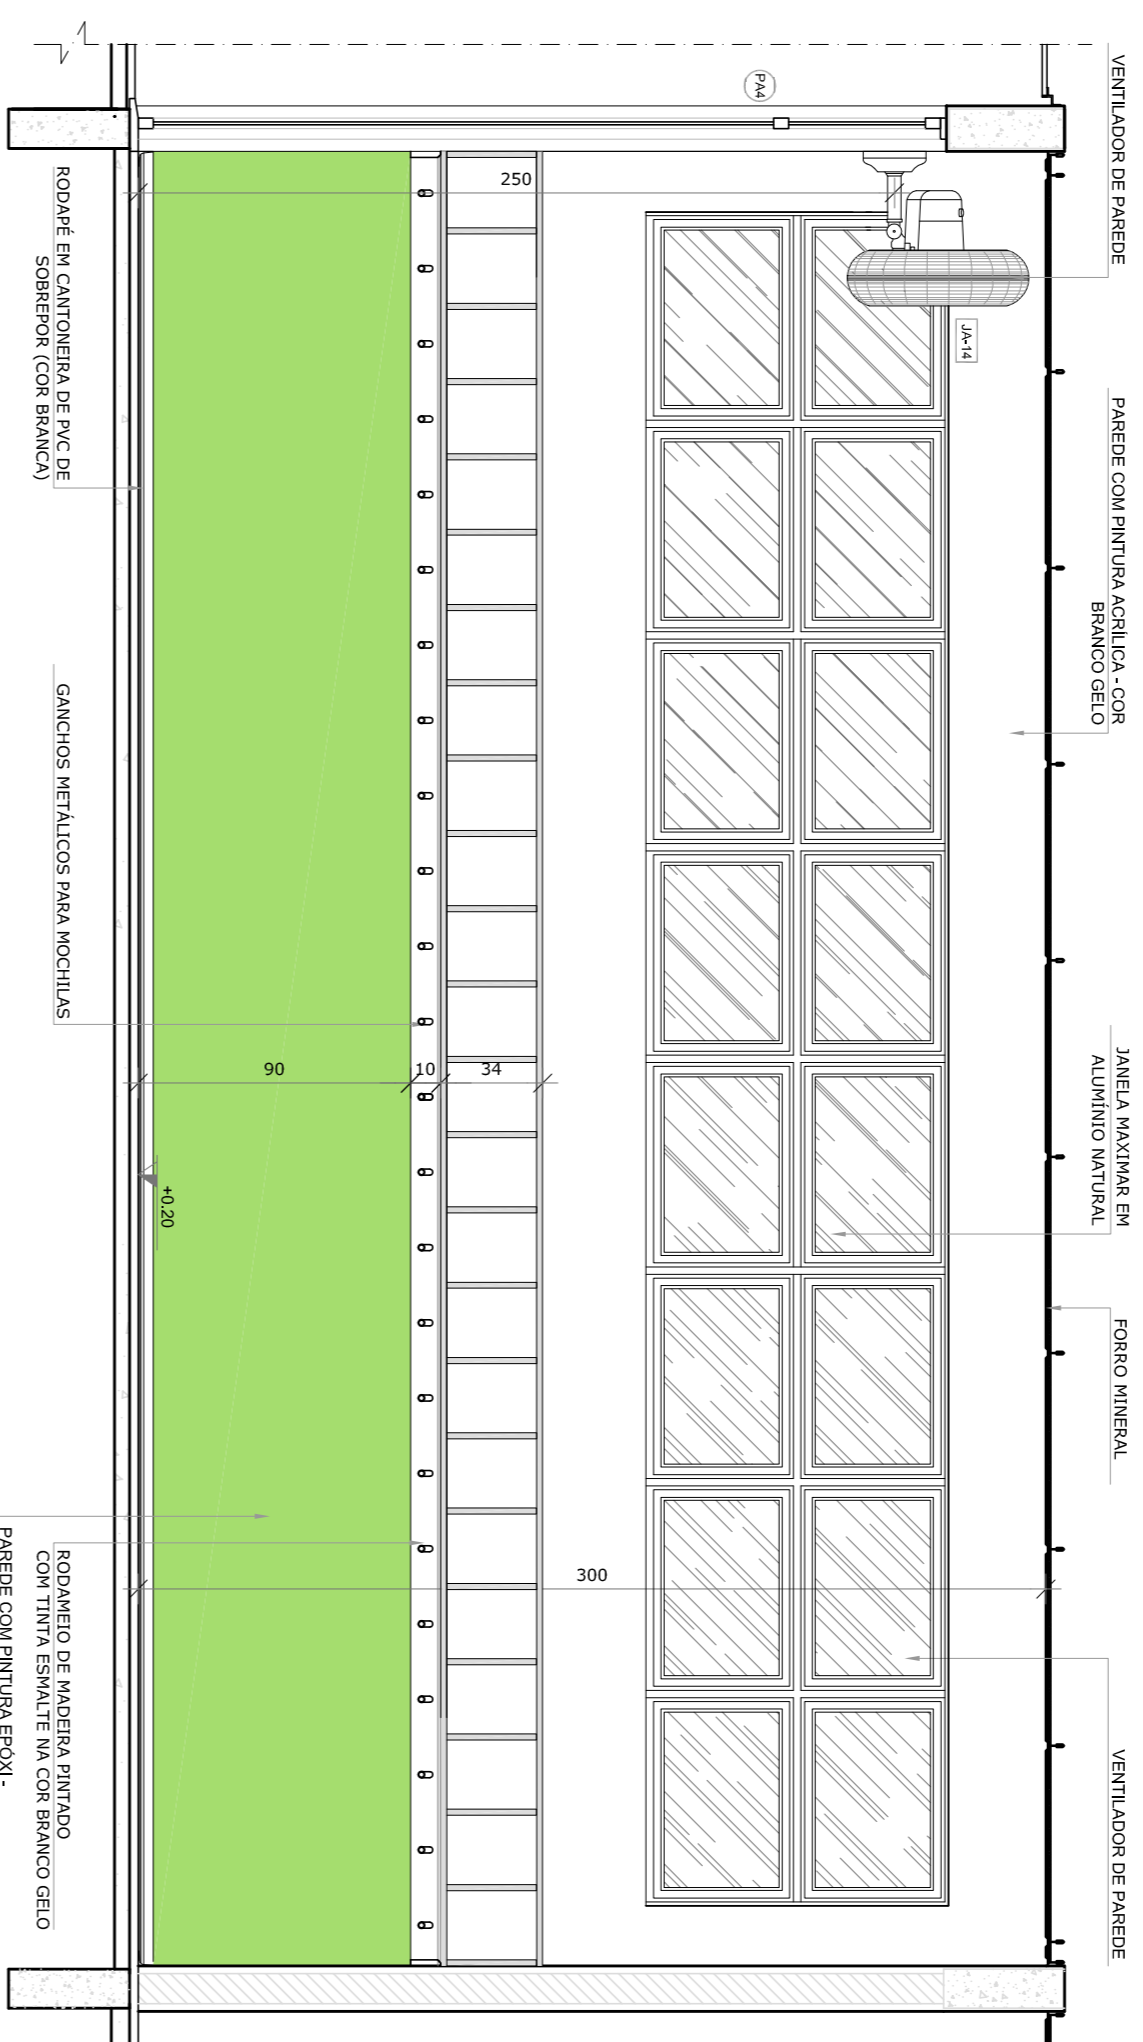 VENTILADOR DE PAREDE
PAREDE COM PINTURA ACRÍLICA - COR
BRANCO GELO
JANELA MAXIMAR EM
ALUMÍNIO NATURAL
FORRO MINERAL
VENTILADOR DE PAREDE
PA4
JA-14
250
90
10
34
300
+0.20
RODAPÉ EM CANTONEIRA DE PVC DE
SOBREPOR (COR BRANCA)
GANCHOS METÁLICOS PARA MOCHILAS
RODAMEIO DE MADEIRA PINTADO
COM TINTA ESMALTE NA COR BRANCO GELO
PAREDE COM PINTURA EPÓXI -